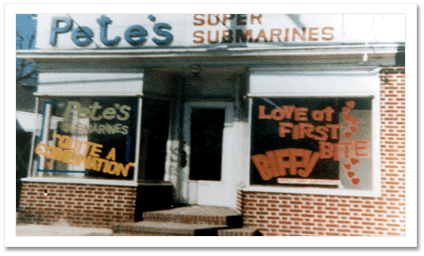 Pete's SUPER
SUBMARINES
PETE'S
SUBMARINES
"QUITE A
COMBINATION"
LOVE at
FIRST
BITE
BIFFY